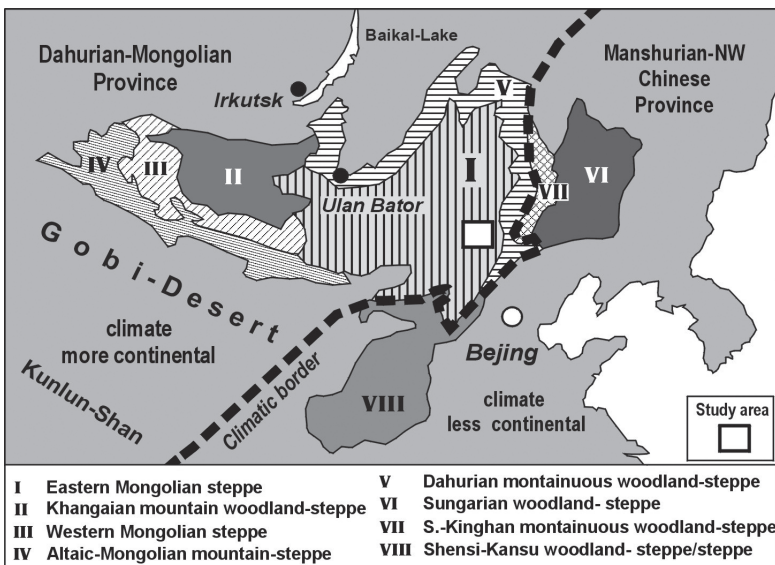 Dahurian-Mongolian
Province
Baikal-Lake
Irkutsk
Manshurian-NW
Chinese
Province
V
IV
III
II
I
VI
VII
Ulan Bator
Gobi-Desert
climate
more continental
Kunlun-Shan
Climatic border
VIII
Bejing
climate
less continental
Study area
I Eastern Mongolian steppe
II Khangaian mountain woodland-steppe
III Western Mongolian steppe
IV Altaic-Mongolian mountain-steppe
V Dahurian montainuous woodland-steppe
VI Sungarian woodland- steppe
VII S.-Kinghan montainuous woodland-steppe
VIII Shensi-Kansu woodland- steppe/steppe